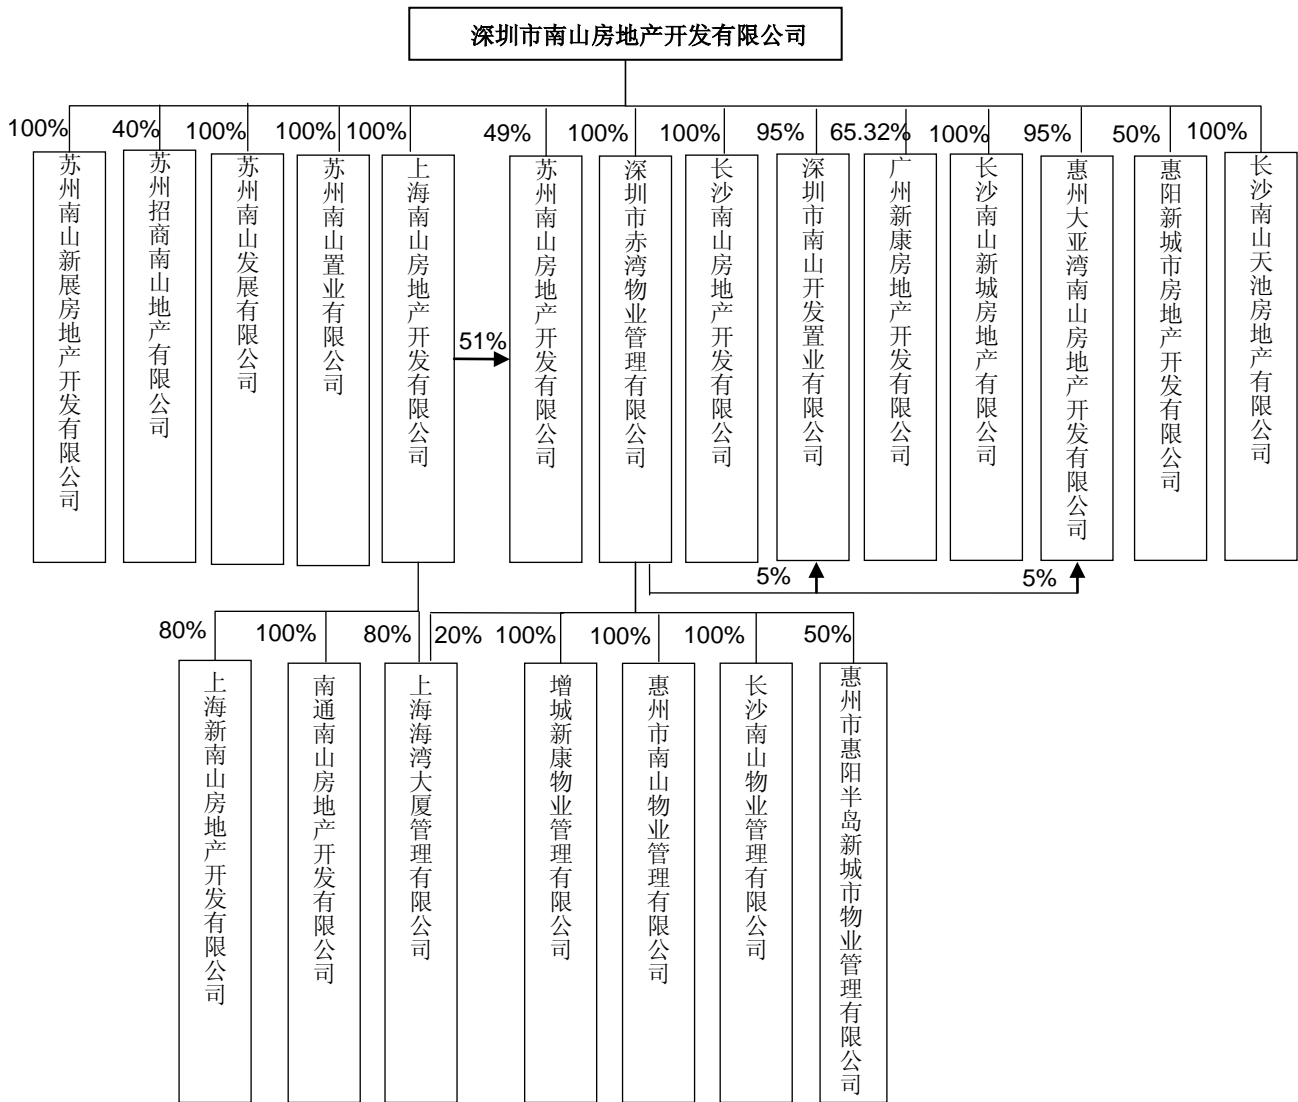 深圳市南山房地产开发有限公司
100%
40%
100%
100%
100%
49%
100%
100%
95%
65.32%
100%
95%
50%
100%
苏州南山新展房地产开发有限公司
苏州招商南山地产有限公司
苏州南山发展有限公司
苏州南山置业有限公司
上海南山房地产开发有限公司
51%
苏州南山房地产开发有限公司
深圳市赤湾物业管理有限公司
长沙南山房地产开发有限公司
深圳市南山开发置业有限公司
广州新康房地产开发有限公司
长沙南山新城房地产有限公司
惠州大亚湾南山房地产开发有限公司
惠阳新城市房地产开发有限公司
长沙南山天池房地产有限公司
5%
5%
80%
100%
80%
20%
100%
100%
100%
50%
上海新南山房地产开发有限公司
南通南山房地产开发有限公司
上海海湾大厦管理有限公司
增城新康物业管理有限公司
惠州市南山物业管理有限公司
长沙南山物业管理有限公司
惠州市惠阳半岛新城市物业管理有限公司